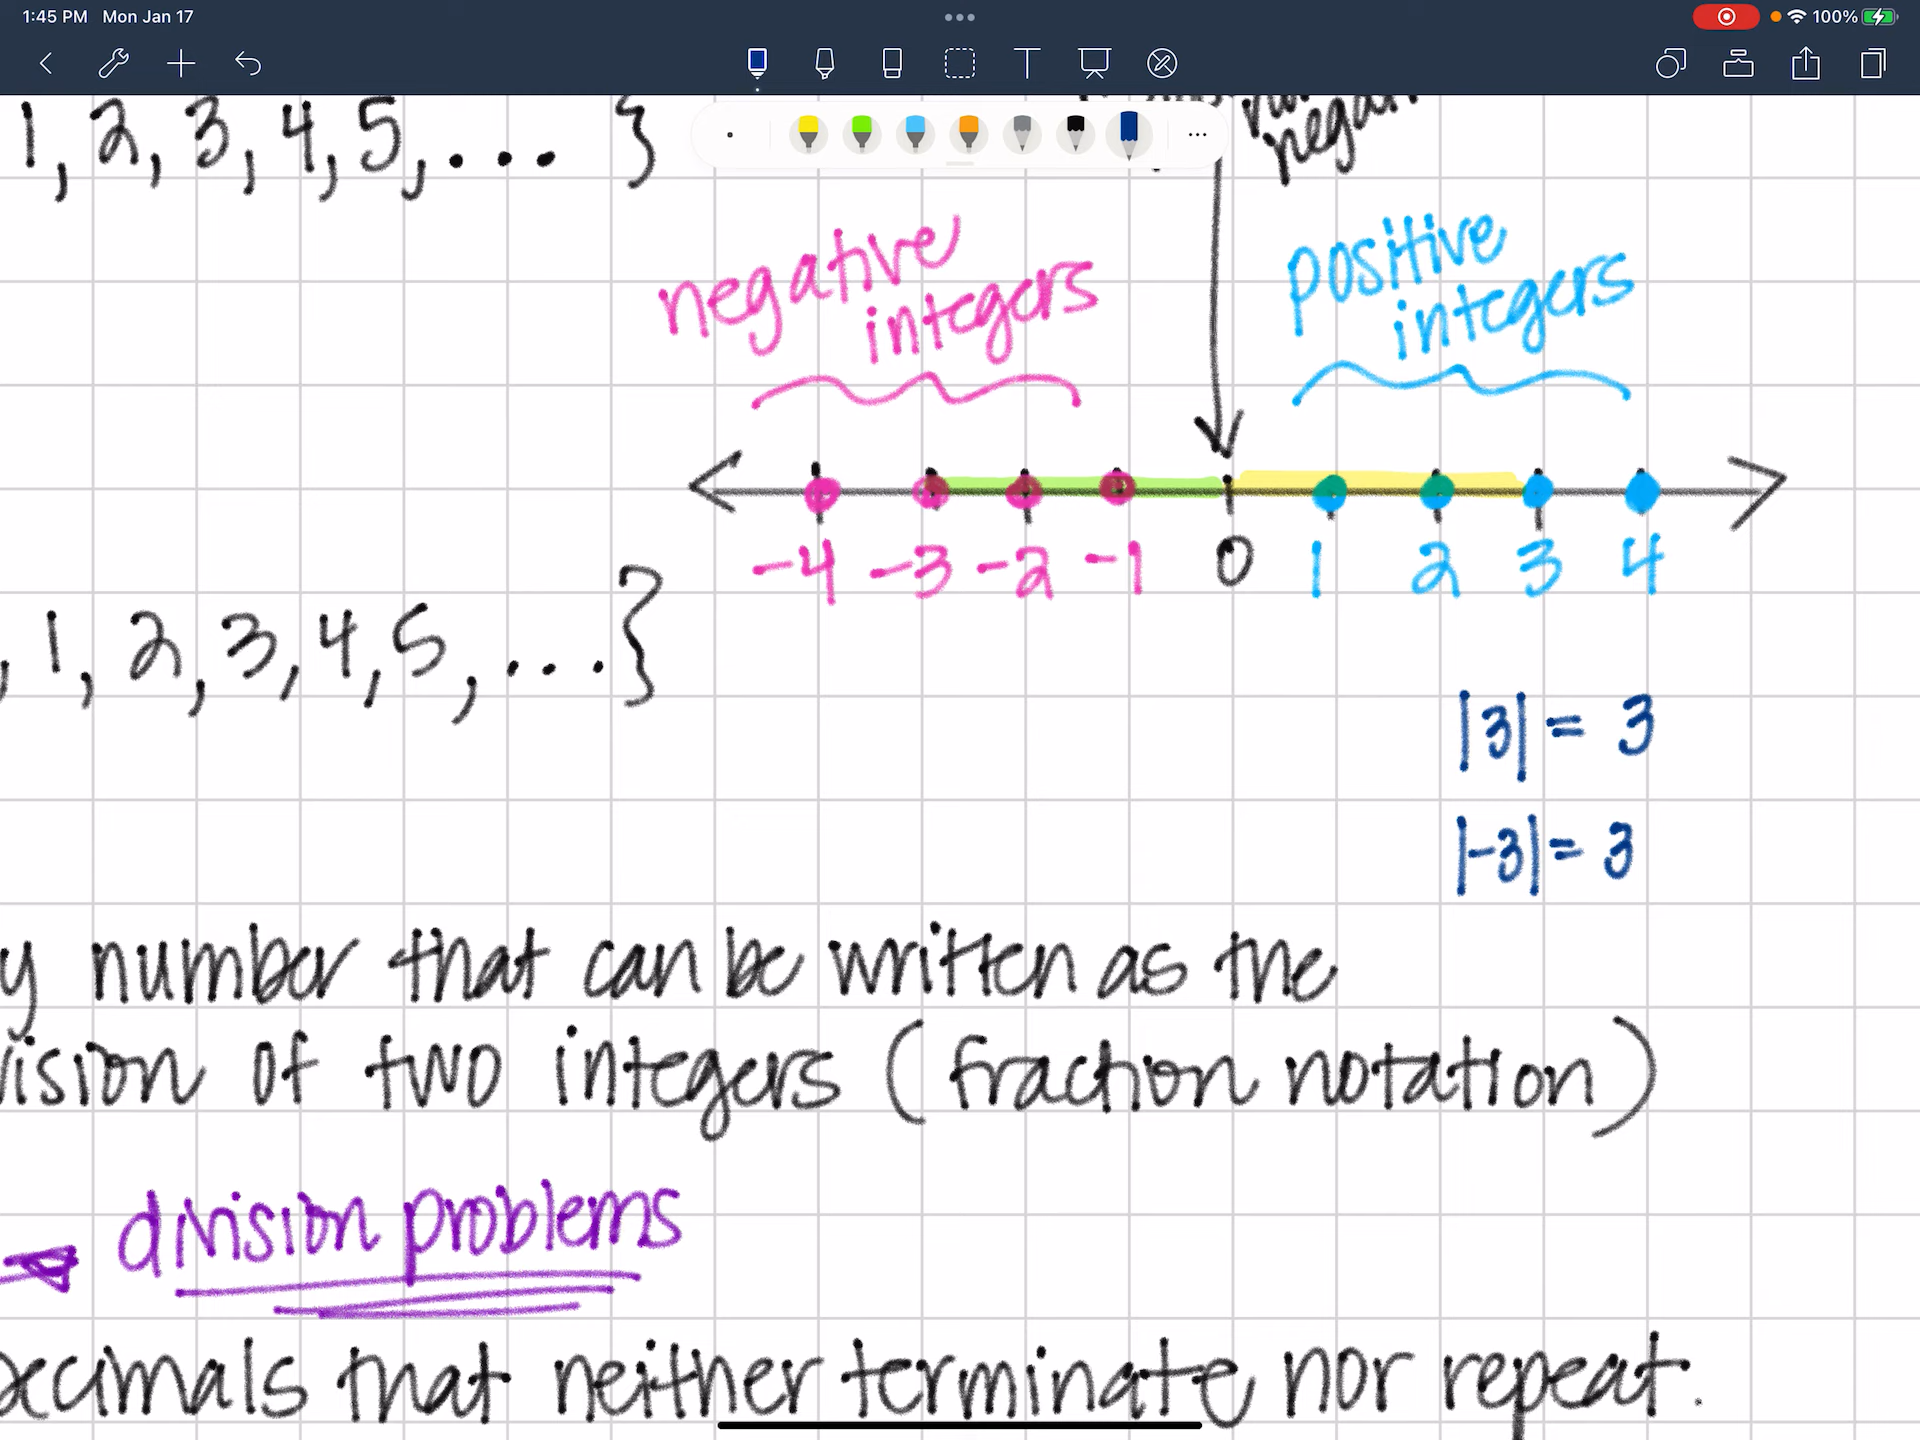 1:45 PM Mon Jan 17
100%
1, 2, 3, 4, 5, ... }
negative
integers
positive
integers
-4 -3 -2 -1 0 1 2 3 4
, 1, 2, 3, 4, 5, ...}
|3| = 3
|-3| = 3
y number that can be written as the
ision of two integers (fraction notation)
division problems
ecimals that neither terminate nor repeat.